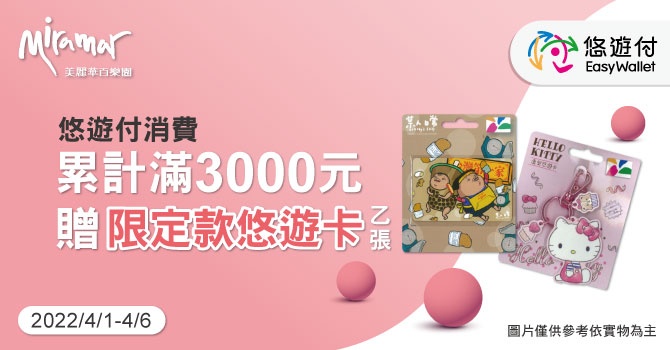 Miramar
美麗華百樂園
悠遊付
EasyWallet
悠遊付消費
累計滿3000元
贈限定款悠遊卡乙張
2022/4/1-4/6
HELLO
KITTY
Hello
圖片僅供參考依實物為主